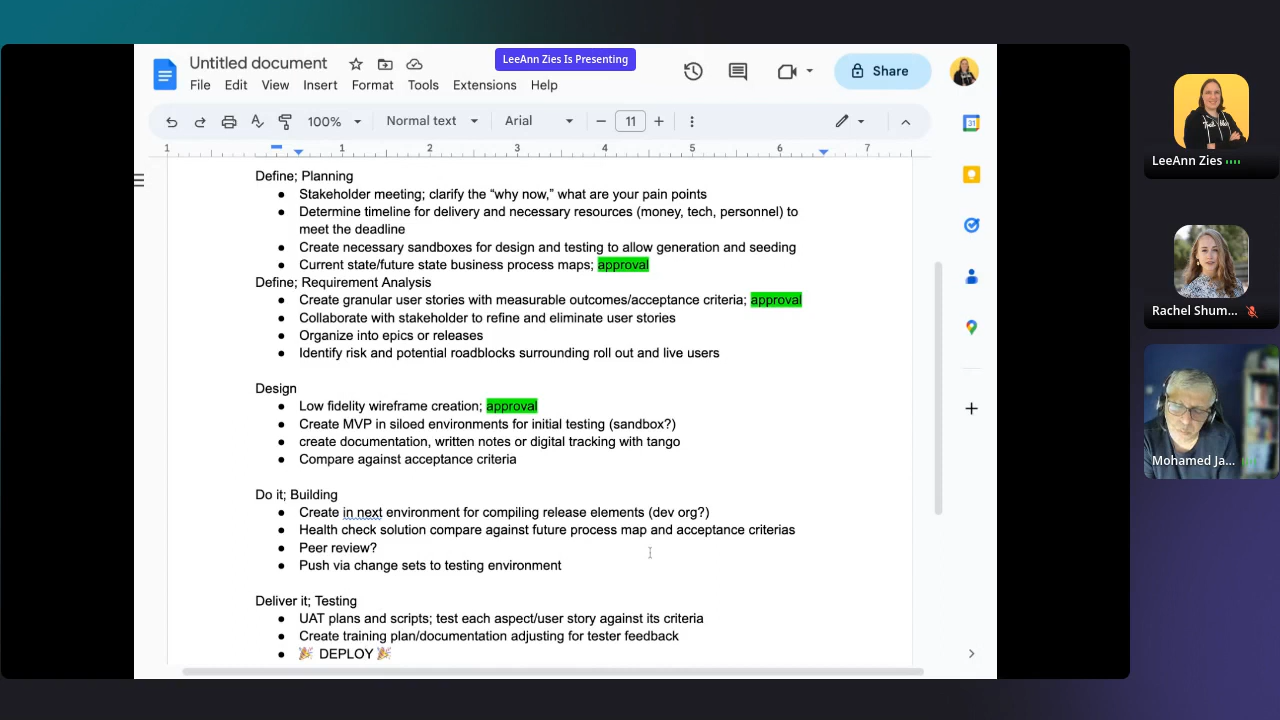 LeeAnn Zies Is Presenting
Untitled document
File Edit View Insert Format Tools Extensions Help
Share
100% Normal text Arial 11
1 1 2 3 4 5 6 7
Define; Planning
● Stakeholder meeting; clarify the “why now,” what are your pain points
● Determine timeline for delivery and necessary resources (money, tech, personnel) to
meet the deadline
● Create necessary sandboxes for design and testing to allow generation and seeding
● Current state/future state business process maps; approval
Define; Requirement Analysis
● Create granular user stories with measurable outcomes/acceptance criteria; approval
● Collaborate with stakeholder to refine and eliminate user stories
● Organize into epics or releases
● Identify risk and potential roadblocks surrounding roll out and live users
Design
● Low fidelity wireframe creation; approval
● Create MVP in siloed environments for initial testing (sandbox?)
● create documentation, written notes or digital tracking with tango
● Compare against acceptance criteria
Do it; Building
● Create in next environment for compiling release elements (dev org?)
● Health check solution compare against future process map and acceptance criterias
● Peer review?
● Push via change sets to testing environment
Deliver it; Testing
● UAT plans and scripts; test each aspect/user story against its criteria
● Create training plan/documentation adjusting for tester feedback
● 🎉 DEPLOY 🎉
31
LeeAnn Zies
Rachel Shum...
Mohamed Ja...